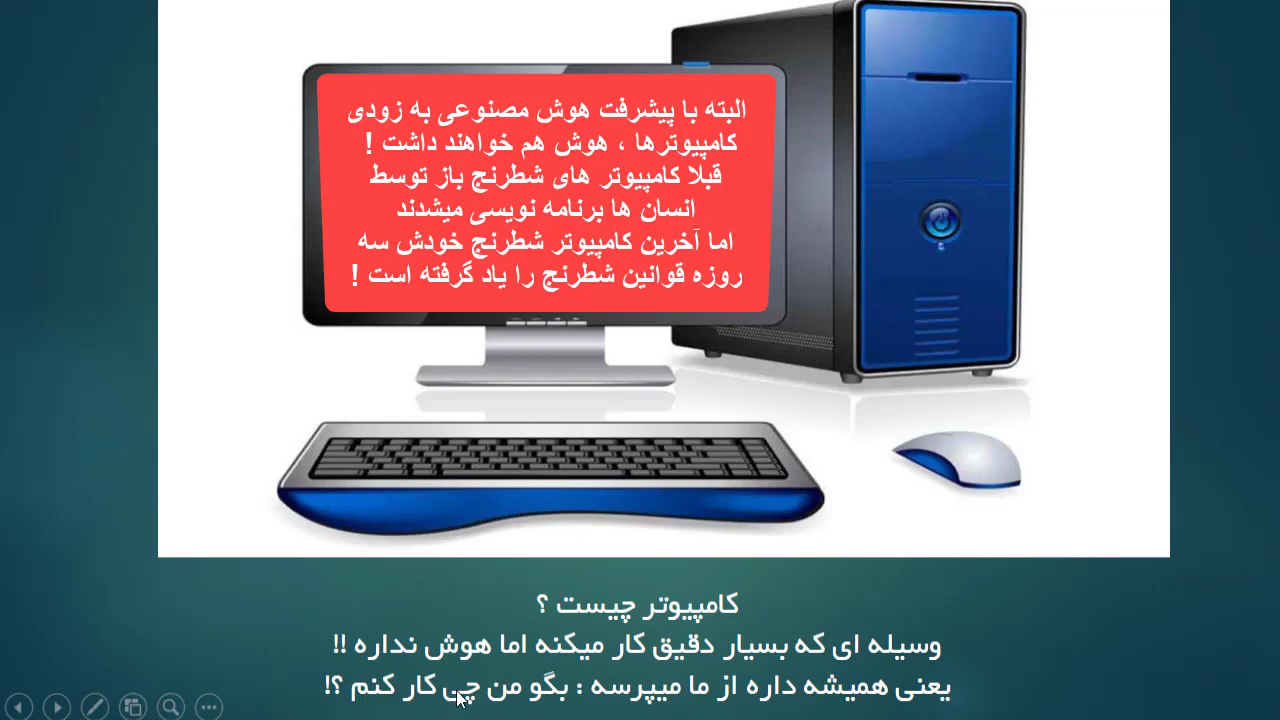 البته با پیشرفت هوش مصنوعی به زودی
کامپیوترها ، هوش هم خواهند داشت !
قبلا کامپیوتر های شطرنج باز توسط
انسان ها برنامه نویسی میشدند
اما آخرین کامپیوتر شطرنج خودش سه
روزه قوانین شطرنج را یاد گرفته است !
کامپیوتر چیست ؟
وسیله ای که بسیار دقیق کار میکنه اما هوش نداره !!
یعنی همیشه داره از ما میپرسه : بگو من چی کار کنم ؟!